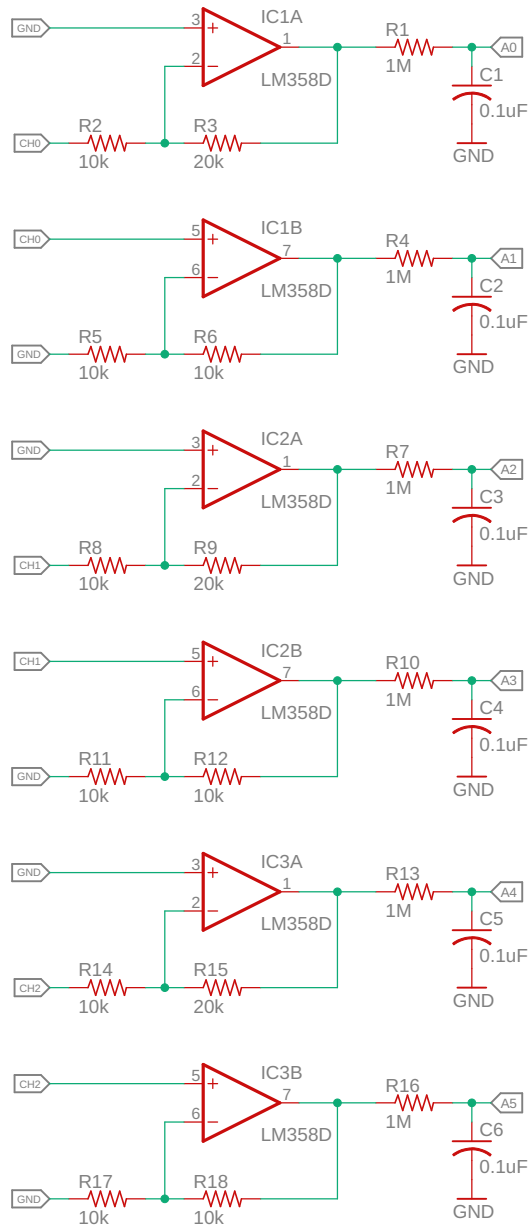 IC1A
GND
3
+
1
R1
A0
2
−
LM358D
1M
C1
0.1uF
R2
R3
CH0
10k
20k
GND
IC1B
CH0
5
+
7
R4
A1
6
−
LM358D
1M
C2
0.1uF
R5
R6
GND
10k
10k
GND
IC2A
GND
3
+
1
R7
A2
2
−
LM358D
1M
C3
0.1uF
R8
R9
CH1
10k
20k
GND
IC2B
CH1
5
+
7
R10
A3
6
−
LM358D
1M
C4
0.1uF
R11
R12
GND
10k
10k
GND
IC3A
GND
3
+
1
R13
A4
2
−
LM358D
1M
C5
0.1uF
R14
R15
CH2
10k
20k
GND
IC3B
CH2
5
+
7
R16
A5
6
−
LM358D
1M
C6
0.1uF
R17
R18
GND
10k
10k
GND